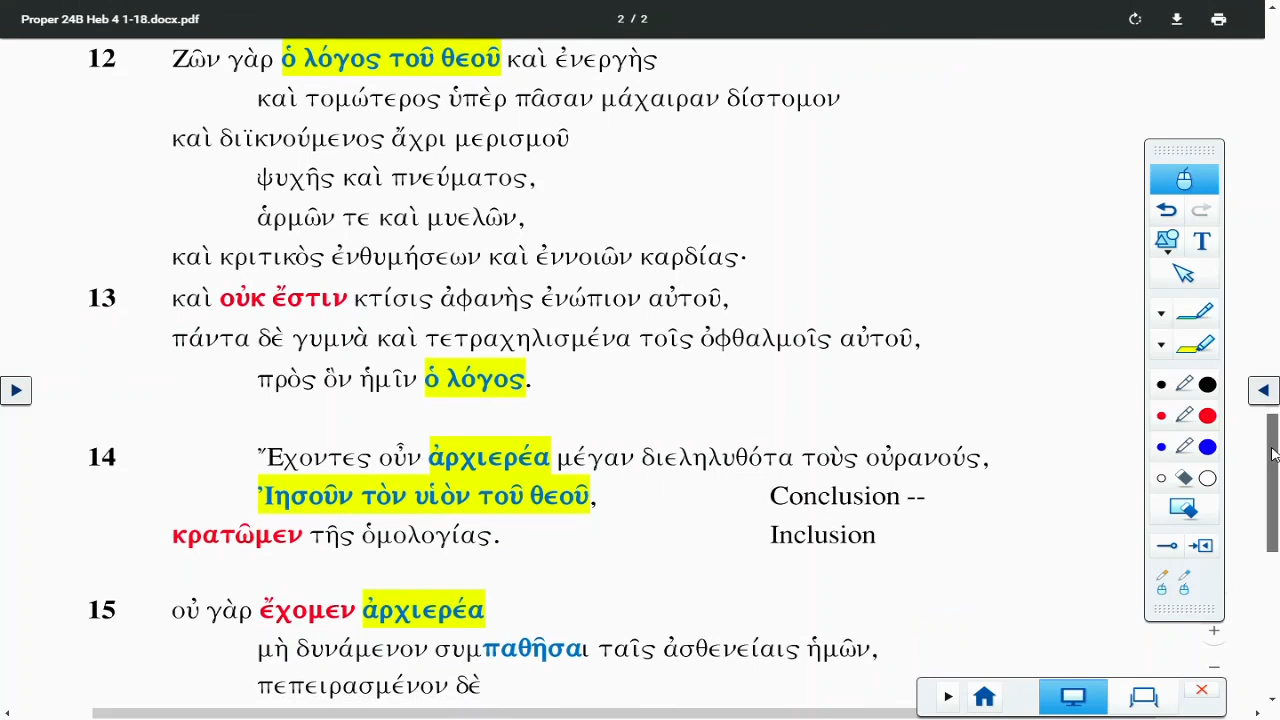 Proper 24B Heb 4 1-18.docx.pdf
2 / 2
12 Ζῶν γὰρ ὁ λόγος τοῦ θεοῦ καὶ ἐνεργὴς
καὶ τομώτερος ὑπὲρ πᾶσαν μάχαιραν δίστομον
καὶ διϊκνούμενος ἄχρι μερισμοῦ
ψυχῆς καὶ πνεύματος,
ἁρμῶν τε καὶ μυελῶν,
καὶ κριτικὸς ἐνθυμήσεων καὶ ἐννοιῶν καρδίας·
13 καὶ οὐκ ἔστιν κτίσις ἀφανὴς ἐνώπιον αὐτοῦ,
πάντα δὲ γυμνὰ καὶ τετραχηλισμένα τοῖς ὀφθαλμοῖς αὐτοῦ,
πρὸς ὃν ἡμῖν ὁ λόγος.
14 Ἔχοντες οὖν ἀρχιερέα μέγαν διεληλυθότα τοὺς οὐρανούς,
Ἰησοῦν τὸν υἱὸν τοῦ θεοῦ, Conclusion --
κρατῶμεν τῆς ὁμολογίας. Inclusion
15 οὐ γὰρ ἔχομεν ἀρχιερέα
μὴ δυνάμενον συμπαθῆσαι ταῖς ἀσθενείαις ἡμῶν,
πεπειρασμένον δὲ
T